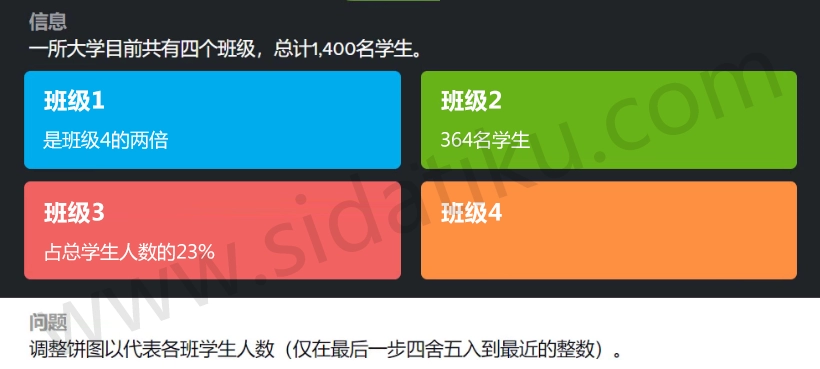 信息
一所大学目前共有四个班级，总计1,400名学生。
班级1
是班级4的两倍
班级2
364名学生
班级3
占总学生人数的23%
班级4
www.sidatiku.com
问题
调整饼图以代表各班学生人数（仅在最后一步四舍五入到最近的整数）。